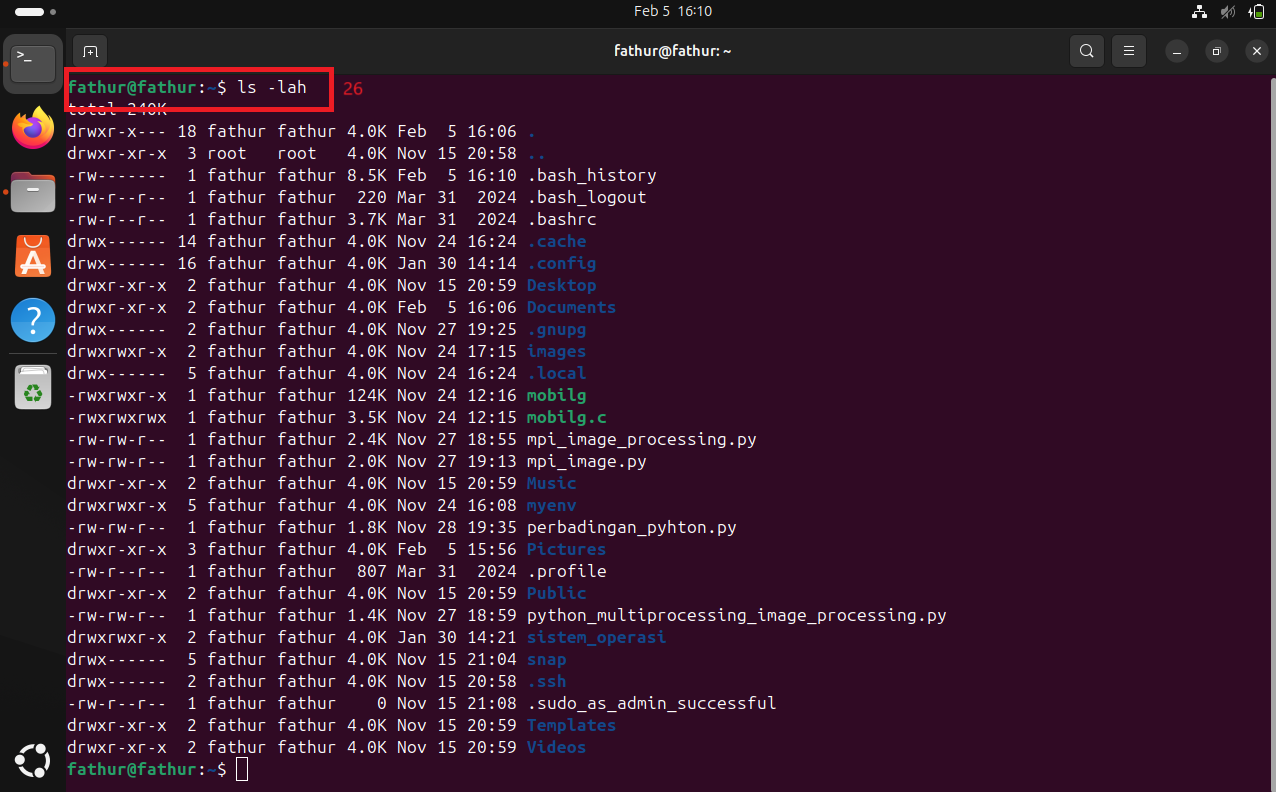 Feb 5 16:10
fathur@fathur: ~
fathur@fathur:~$ ls -lah 26
total 240K
drwxr-x--- 18 fathur fathur 4.0K Feb  5 16:06 .
drwxr-xr-x  3 root   root   4.0K Nov 15 20:58 ..
-rw-------  1 fathur fathur 8.5K Feb  5 16:10 .bash_history
-rw-r--r--  1 fathur fathur  220 Mar 31  2024 .bash_logout
-rw-r--r--  1 fathur fathur 3.7K Mar 31  2024 .bashrc
drwx------ 14 fathur fathur 4.0K Nov 24 16:24 .cache
drwx------ 16 fathur fathur 4.0K Jan 30 14:14 .config
drwxr-xr-x  2 fathur fathur 4.0K Nov 15 20:59 Desktop
drwxr-xr-x  2 fathur fathur 4.0K Feb  5 16:06 Documents
drwx------  2 fathur fathur 4.0K Nov 27 19:25 .gnupg
drwxrwxr-x  2 fathur fathur 4.0K Nov 24 17:15 images
drwx------  5 fathur fathur 4.0K Nov 24 16:24 .local
-rwxrwxr-x  1 fathur fathur 124K Nov 24 12:16 mobilg
-rwxrwxrwx  1 fathur fathur 3.5K Nov 24 12:15 mobilg.c
-rw-rw-r--  1 fathur fathur 2.4K Nov 27 18:55 mpi_image_processing.py
-rw-rw-r--  1 fathur fathur 2.0K Nov 27 19:13 mpi_image.py
drwxr-xr-x  2 fathur fathur 4.0K Nov 15 20:59 Music
drwxrwxr-x  5 fathur fathur 4.0K Nov 24 16:08 myenv
-rw-rw-r--  1 fathur fathur 1.8K Nov 28 19:35 perbadingan_pyhton.py
drwxr-xr-x  3 fathur fathur 4.0K Feb  5 15:56 Pictures
-rw-r--r--  1 fathur fathur  807 Mar 31  2024 .profile
drwxr-xr-x  2 fathur fathur 4.0K Nov 15 20:59 Public
-rw-rw-r--  1 fathur fathur 1.4K Nov 27 18:59 python_multiprocessing_image_processing.py
drwxrwxr-x  2 fathur fathur 4.0K Jan 30 14:21 sistem_operasi
drwx------  5 fathur fathur 4.0K Nov 15 21:04 snap
drwx------  2 fathur fathur 4.0K Nov 15 20:58 .ssh
-rw-r--r--  1 fathur fathur    0 Nov 15 21:08 .sudo_as_admin_successful
drwxr-xr-x  2 fathur fathur 4.0K Nov 15 20:59 Templates
drwxr-xr-x  2 fathur fathur 4.0K Nov 15 20:59 Videos
fathur@fathur:~$